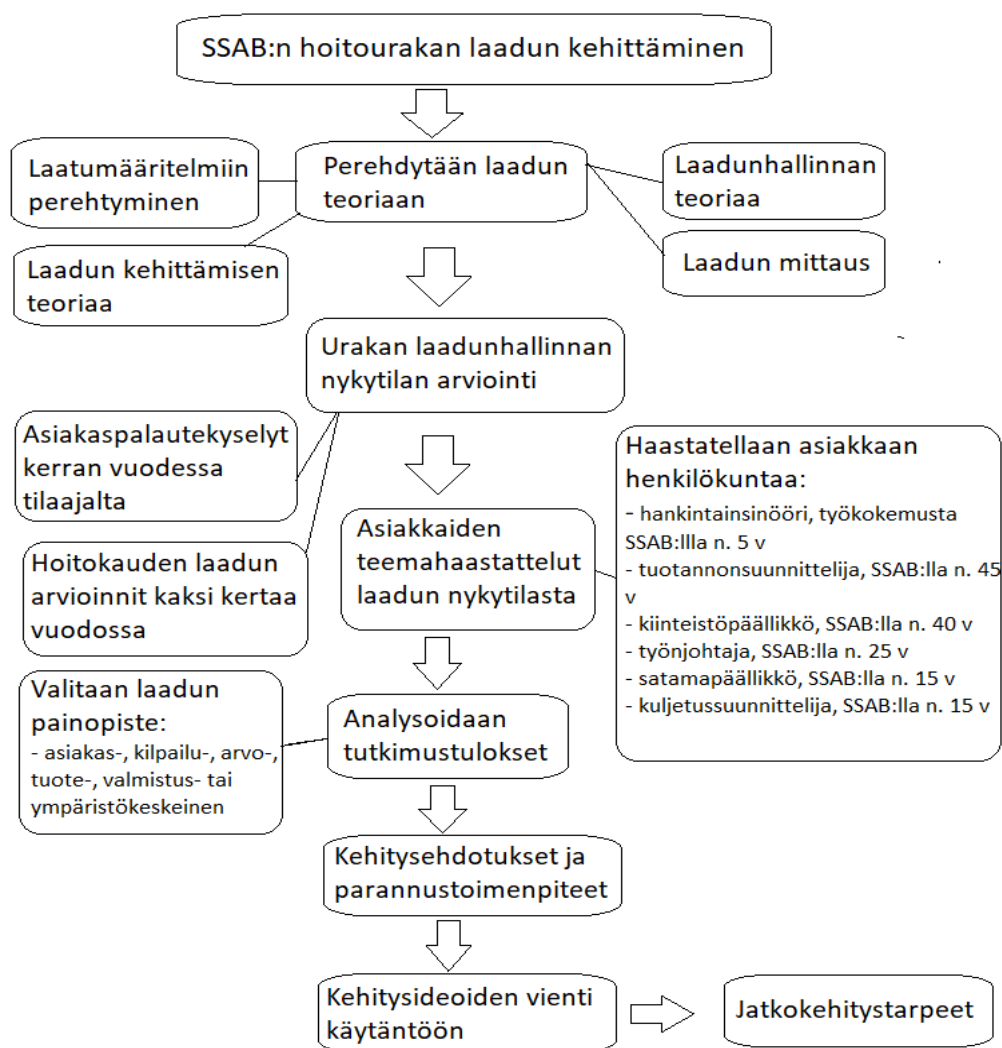 SSAB:n hoitourakan laadun kehittäminen
Laatumääritelmiin
perehtyminen
Perehdytään laadun
teoriaan
Laadunhallinnan
teoriaa
Laadun kehittämisen
teoriaa
Laadun mittaus
Urakan laadunhallinnan
nykytilan arviointi
Asiakaspalautekyselyt
kerran vuodessa
tilaajalta
Hoitokauden laadun
arvioinnit kaksi kertaa
vuodossa
Asiakkaiden
teemahaastattelut
laadun nykytilasta
Haastatellaan asiakkaan
henkilökuntaa:
- hankintainsinööri, työkokemusta
SSAB:llla n. 5 v
- tuotannonsuunnittelija, SSAB:lla n. 45
v
- kiinteistöpäällikkö, SSAB:lla n. 40 v
- työnjohtaja, SSAB:lla n. 25 v
- satamapäällikkö, SSAB:lla n. 15 v
- kuljetussuunnittelija, SSAB:lla n. 15 v
Valitaan laadun
painopiste:
- asiakas-, kilpailu-, arvo-,
tuote-, valmistus- tai
ympäristökeskeinen
Analysoidaan
tutkimustulokset
Kehitysehdotukset ja
parannustoimenpiteet
Kehitysideoiden vienti
käytäntöön
Jatkokehitystarpeet